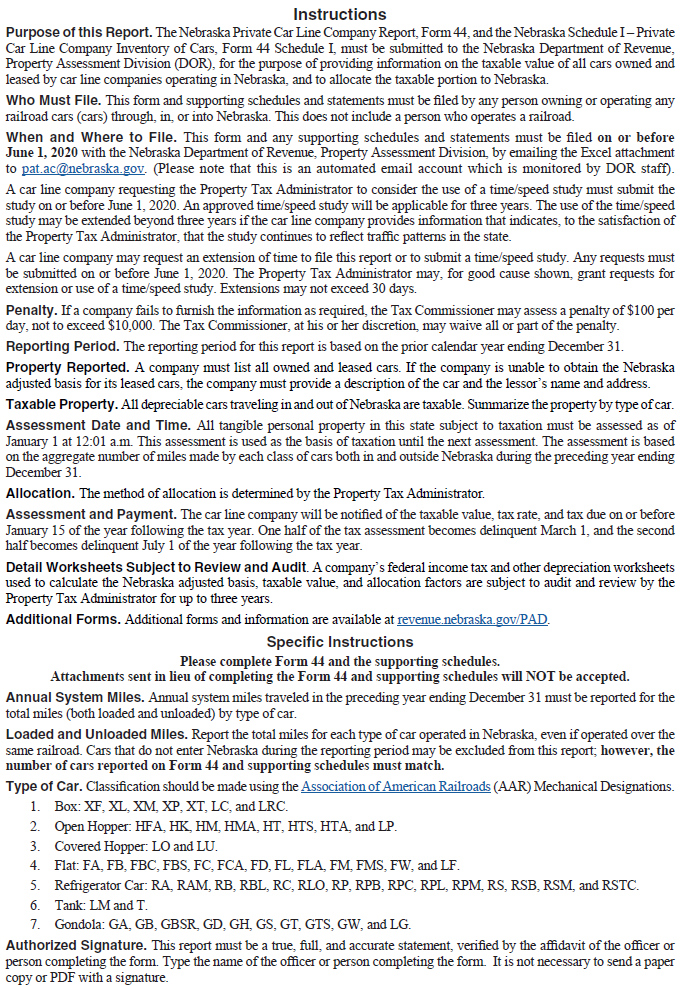 Instructions
Purpose of this Report. The Nebraska Private Car Line Company Report, Form 44, and the Nebraska Schedule I – Private
Car Line Company Inventory of Cars, Form 44 Schedule I, must be submitted to the Nebraska Department of Revenue,
Property Assessment Division (DOR), for the purpose of providing information on the taxable value of all cars owned and
leased by car line companies operating in Nebraska, and to allocate the taxable portion to Nebraska.
Who Must File. This form and supporting schedules and statements must be filed by any person owning or operating any
railroad cars (cars) through, in, or into Nebraska. This does not include a person who operates a railroad.
When and Where to File. This form and any supporting schedules and statements must be filed on or before
June 1, 2020 with the Nebraska Department of Revenue, Property Assessment Division, by emailing the Excel attachment
to pat.ac@nebraska.gov. (Please note that this is an automated email account which is monitored by DOR staff).
A car line company requesting the Property Tax Administrator to consider the use of a time/speed study must submit the
study on or before June 1, 2020. An approved time/speed study will be applicable for three years. The use of the time/speed
study may be extended beyond three years if the car line company provides information that indicates, to the satisfaction of
the Property Tax Administrator, that the study continues to reflect traffic patterns in the state.
A car line company may request an extension of time to file this report or to submit a time/speed study. Any requests must
be submitted on or before June 1, 2020. The Property Tax Administrator may, for good cause shown, grant requests for
extension or use of a time/speed study. Extensions may not exceed 30 days.
Penalty. If a company fails to furnish the information as required, the Tax Commissioner may assess a penalty of $100 per
day, not to exceed $10,000. The Tax Commissioner, at his or her discretion, may waive all or part of the penalty.
Reporting Period. The reporting period for this report is based on the prior calendar year ending December 31.
Property Reported. A company must list all owned and leased cars. If the company is unable to obtain the Nebraska
adjusted basis for its leased cars, the company must provide a description of the car and the lessor's name and address.
Taxable Property. All depreciable cars traveling in and out of Nebraska are taxable. Summarize the property by type of car.
Assessment Date and Time. All tangible personal property in this state subject to taxation must be assessed as of
January 1 at 12:01 a.m. This assessment is used as the basis of taxation until the next assessment. The assessment is based
on the aggregate number of miles made by each class of cars both in and outside Nebraska during the preceding year ending
December 31.
Allocation. The method of allocation is determined by the Property Tax Administrator.
Assessment and Payment. The car line company will be notified of the taxable value, tax rate, and tax due on or before
January 15 of the year following the tax year. One half of the tax assessment becomes delinquent March 1, and the second
half becomes delinquent July 1 of the year following the tax year.
Detail Worksheets Subject to Review and Audit. A company's federal income tax and other depreciation worksheets
used to calculate the Nebraska adjusted basis, taxable value, and allocation factors are subject to audit and review by the
Property Tax Administrator for up to three years.
Additional Forms. Additional forms and information are available at revenue.nebraska.gov/PAD.
Specific Instructions
Please complete Form 44 and the supporting schedules.
Attachments sent in lieu of completing the Form 44 and supporting schedules will NOT be accepted.
Annual System Miles. Annual system miles traveled in the preceding year ending December 31 must be reported for the
total miles (both loaded and unloaded) by type of car.
Loaded and Unloaded Miles. Report the total miles for each type of car operated in Nebraska, even if operated over the
same railroad. Cars that do not enter Nebraska during the reporting period may be excluded from this report; however, the
number of cars reported on Form 44 and supporting schedules must match.
Type of Car. Classification should be made using the Association of American Railroads (AAR) Mechanical Designations.
1. Box: XF, XL, XM, XP, XT, LC, and LRC.
2. Open Hopper: HFA, HK, HM, HMA, HT, HTS, HTA, and LP.
3. Covered Hopper: LO and LU.
4. Flat: FA, FB, FBC, FBS, FC, FCA, FD, FL, FLA, FM, FMS, FW, and LF.
5. Refrigerator Car: RA, RAM, RB, RBL, RC, RLO, RP, RPB, RPC, RPL, RPM, RS, RSB, RSM, and RSTC.
6. Tank: LM and T.
7. Gondola: GA, GB, GBSR, GD, GH, GS, GT, GTS, GW, and LG.
Authorized Signature. This report must be a true, full, and accurate statement, verified by the affidavit of the officer or
person completing the form. Type the name of the officer or person completing the form. It is not necessary to send a paper
copy or PDF with a signature.